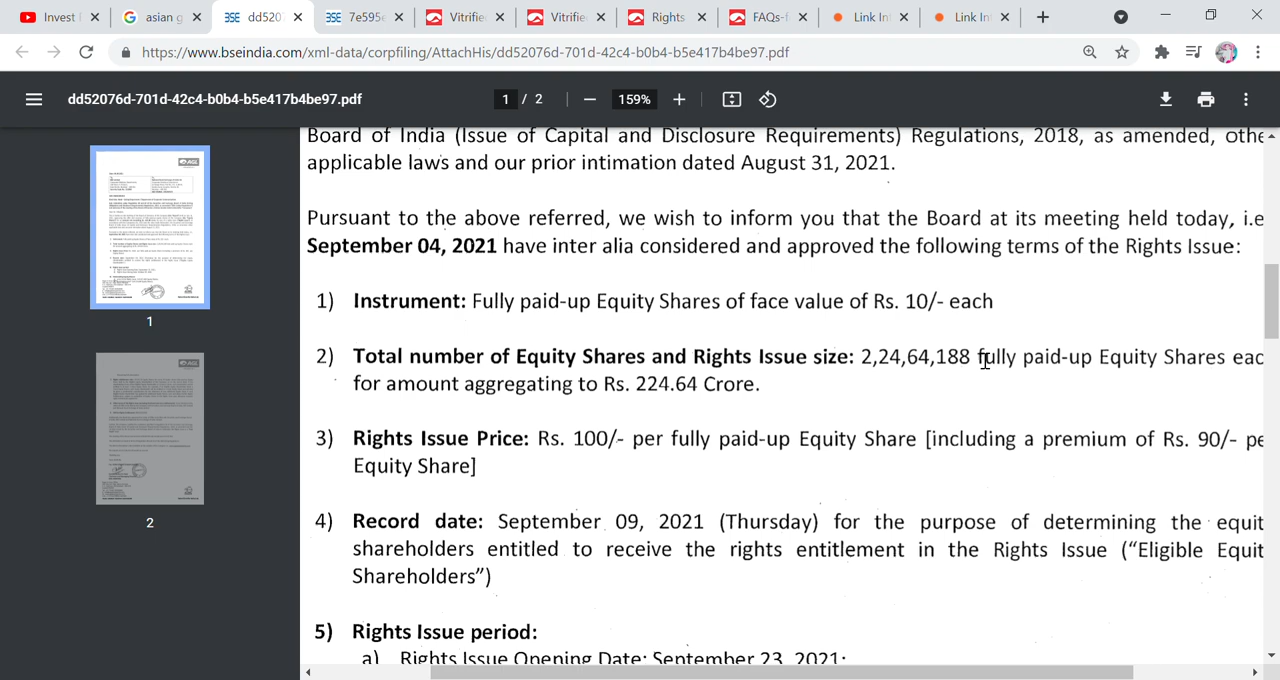 Invest
asian g
dd520
7e595e
Vitrifie
Vitrifie
Rights
FAQs-f
Link In
Link In
https://www.bseindia.com/xml-data/corpfiling/AttachHis/dd52076d-701d-42c4-b0b4-b5e417b4be97.pdf
dd52076d-701d-42c4-b0b4-b5e417b4be97.pdf
1 / 2
159%
Board of India (Issue of Capital and Disclosure Requirements) Regulations, 2018, as amended, othe
applicable laws and our prior intimation dated August 31, 2021.
Pursuant to the above referred, we wish to inform you that the Board at its meeting held today, i.e
September 04, 2021 have inter alia considered and approved the following terms of the Rights Issue:
1) Instrument: Fully paid-up Equity Shares of face value of Rs. 10/- each
2) Total number of Equity Shares and Rights Issue size: 2,24,64,188 fully paid-up Equity Shares eac
for amount aggregating to Rs. 224.64 Crore.
3) Rights Issue Price: Rs. 100/- per fully paid-up Equity Share [including a premium of Rs. 90/- pe
Equity Share]
4) Record date: September 09, 2021 (Thursday) for the purpose of determining the equit
shareholders entitled to receive the rights entitlement in the Rights Issue (“Eligible Equit
Shareholders”)
5) Rights Issue period:
a) Rights Issue Opening Date: September 23, 2021;
1
2